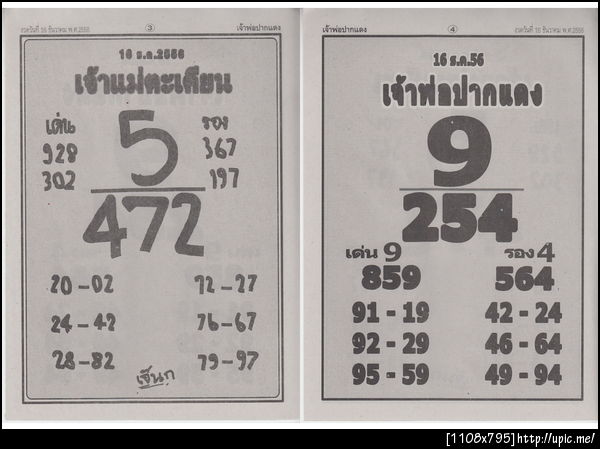 งวดวันที่ 16 ธันวาคม พ.ศ.2556 3 เจ้าพ่อปากแดง
16 ธ.ค.2556
เจ้าแม่ตะเคียน
เด่น 5 รอง
928 367
302 197
472
20-02 72-27
24-42 76-67
28-82 79-97
เจ๊นก
เจ้าพ่อปากแดง 4 งวดวันที่ 16 ธันวาคม พ.ศ.2556
16 ธ.ค.56
เจ้าพ่อปากแดง
9
254
เด่น 9 รอง 4
859 564
91 - 19 42 - 24
92 - 29 46 - 64
95 - 59 49 - 94
[1108x795]http://upic.me/